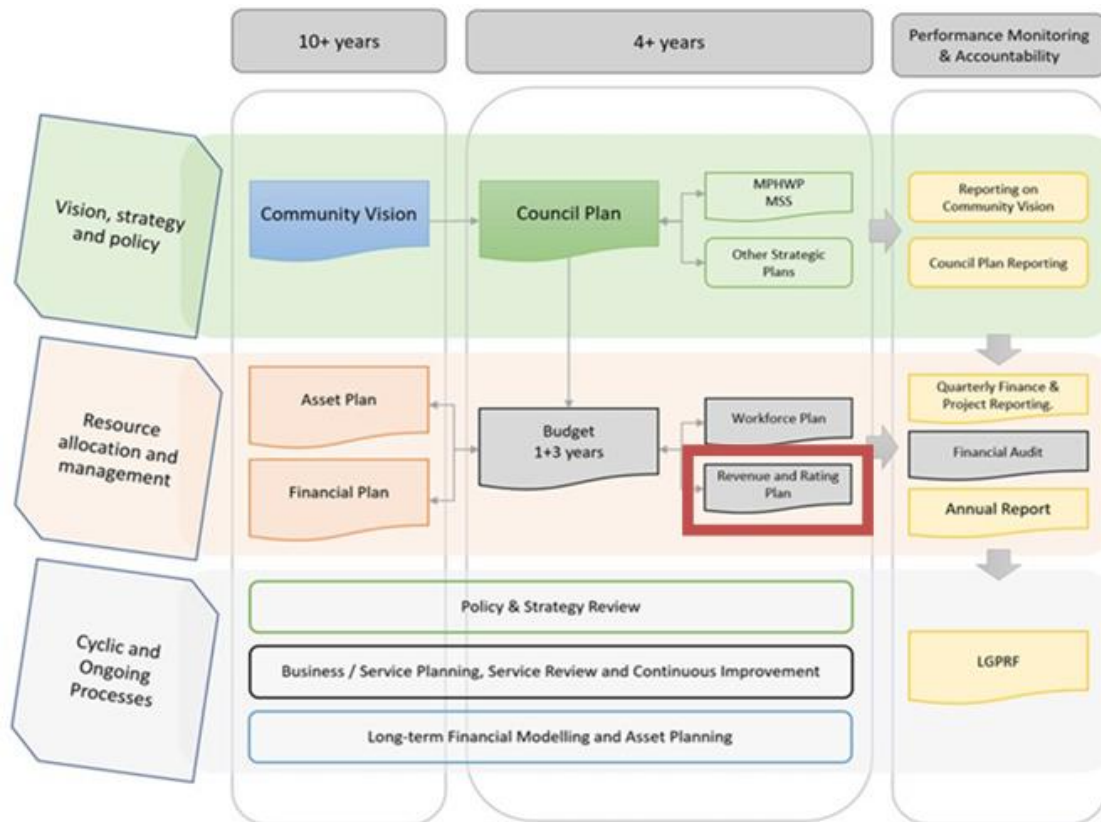 10+ years
4+ years
Performance Monitoring
& Accountability
Vision, strategy
and policy
Community Vision
Council Plan
MPHWP
MSS
Other Strategic
Plans
Reporting on
Community Vision
Council Plan Reporting
Resource
allocation and
management
Asset Plan
Financial Plan
Budget
1+3 years
Workforce Plan
Revenue and Rating
Plan
Quarterly Finance &
Project Reporting.
Financial Audit
Annual Report
Cyclic and
Ongoing
Processes
Policy & Strategy Review
Business / Service Planning, Service Review and Continuous Improvement
Long-term Financial Modelling and Asset Planning
LGPRF